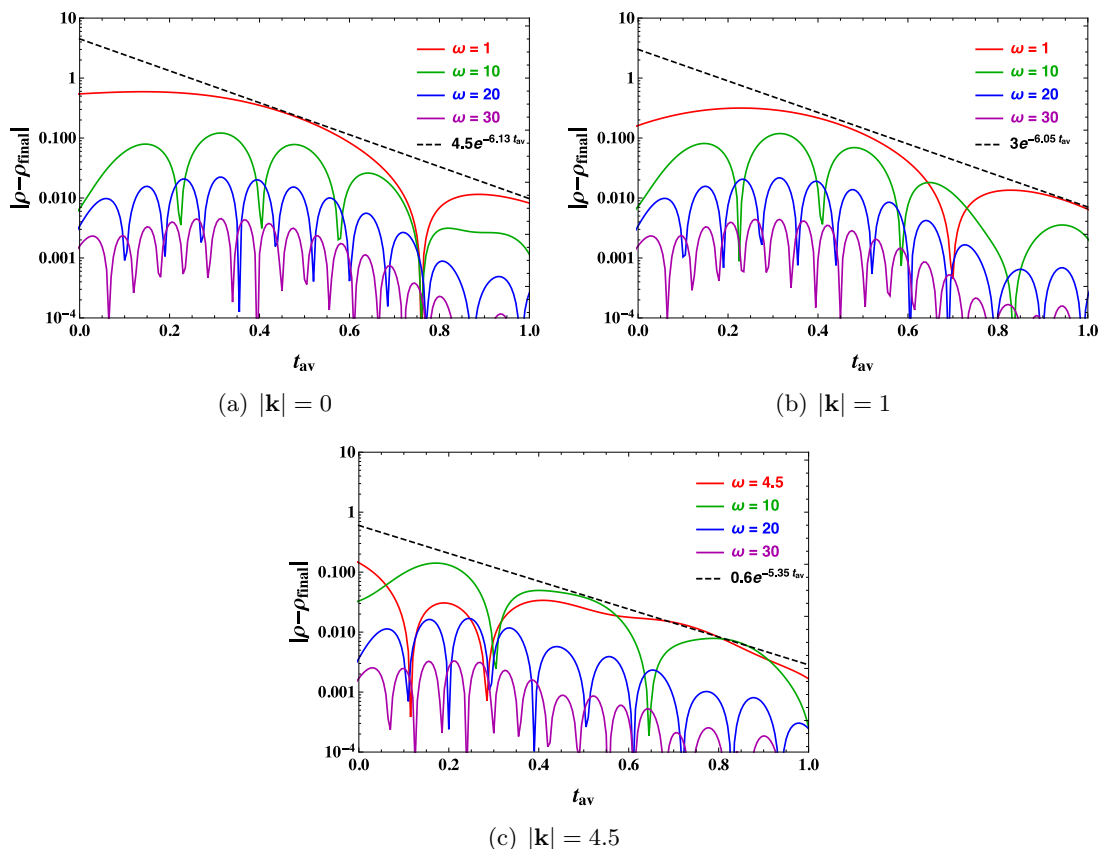 10
1
0.100
0.010
0.001
10⁻⁴
|ρ−ρfinal|
ω = 1
ω = 10
ω = 20
ω = 30
4.5e^−6.13 tav
0.0 0.2 0.4 0.6 0.8 1.0
tav
(a) |k| = 0
10
1
0.100
0.010
0.001
10⁻⁴
|ρ−ρfinal|
ω = 1
ω = 10
ω = 20
ω = 30
3e^−6.05 tav
0.0 0.2 0.4 0.6 0.8 1.0
tav
(b) |k| = 1
10
1
0.100
0.010
0.001
10⁻⁴
|ρ−ρfinal|
ω = 4.5
ω = 10
ω = 20
ω = 30
0.6e^−5.35 tav
0.0 0.2 0.4 0.6 0.8 1.0
tav
(c) |k| = 4.5